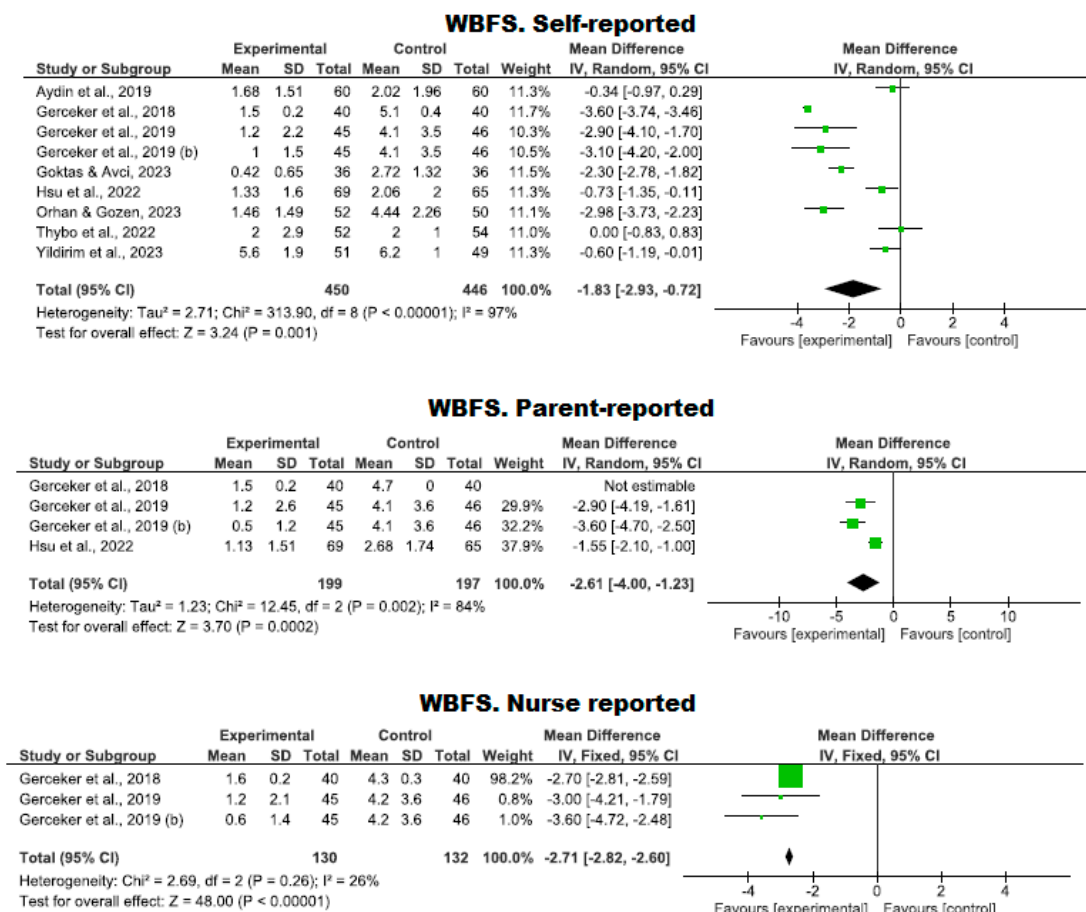 WBFS. Self-reported
Experimental Control Mean Difference Mean Difference
Study or Subgroup Mean SD Total Mean SD Total Weight IV, Random, 95% CI IV, Random, 95% CI
Aydin et al., 2019 1.68 1.51 60 2.02 1.96 60 11.3% -0.34 [-0.97, 0.29]
Gerceker et al., 2018 1.5 0.2 40 5.1 0.4 40 11.7% -3.60 [-3.74, -3.46]
Gerceker et al., 2019 1.2 2.2 45 4.1 3.5 46 10.3% -2.90 [-4.10, -1.70]
Gerceker et al., 2019 (b) 1 1.5 45 4.1 3.5 46 10.5% -3.10 [-4.20, -2.00]
Goktas & Avci, 2023 0.42 0.65 36 2.72 1.32 36 11.5% -2.30 [-2.78, -1.82]
Hsu et al., 2022 1.33 1.6 69 2.06 2 65 11.3% -0.73 [-1.35, -0.11]
Orhan & Gozen, 2023 1.46 1.49 52 4.44 2.26 50 11.1% -2.98 [-3.73, -2.23]
Thybo et al., 2022 2 2.9 52 2 1 54 11.0% 0.00 [-0.83, 0.83]
Yildirim et al., 2023 5.6 1.9 51 6.2 1 49 11.3% -0.60 [-1.19, -0.01]
Total (95% CI) 450 446 100.0% -1.83 [-2.93, -0.72]
Heterogeneity: Tau² = 2.71; Chi² = 313.90, df = 8 (P < 0.00001); I² = 97%
Test for overall effect: Z = 3.24 (P = 0.001)
-4 -2 0 2 4
Favours [experimental] Favours [control]
WBFS. Parent-reported
Experimental Control Mean Difference Mean Difference
Study or Subgroup Mean SD Total Mean SD Total Weight IV, Random, 95% CI IV, Random, 95% CI
Gerceker et al., 2018 1.5 0.2 40 4.7 0 40 Not estimable
Gerceker et al., 2019 1.2 2.6 45 4.1 3.6 46 29.9% -2.90 [-4.19, -1.61]
Gerceker et al., 2019 (b) 0.5 1.2 45 4.1 3.6 46 32.2% -3.60 [-4.70, -2.50]
Hsu et al., 2022 1.13 1.51 69 2.68 1.74 65 37.9% -1.55 [-2.10, -1.00]
Total (95% CI) 199 197 100.0% -2.61 [-4.00, -1.23]
Heterogeneity: Tau² = 1.23; Chi² = 12.45, df = 2 (P = 0.002); I² = 84%
Test for overall effect: Z = 3.70 (P = 0.0002)
-10 -5 0 5 10
Favours [experimental] Favours [control]
WBFS. Nurse reported
Experimental Control Mean Difference Mean Difference
Study or Subgroup Mean SD Total Mean SD Total Weight IV, Fixed, 95% CI IV, Fixed, 95% CI
Gerceker et al., 2018 1.6 0.2 40 4.3 0.3 40 98.2% -2.70 [-2.81, -2.59]
Gerceker et al., 2019 1.2 2.1 45 4.2 3.6 46 0.8% -3.00 [-4.21, -1.79]
Gerceker et al., 2019 (b) 0.6 1.4 45 4.2 3.6 46 1.0% -3.60 [-4.72, -2.48]
Total (95% CI) 130 132 100.0% -2.71 [-2.82, -2.60]
Heterogeneity: Chi² = 2.69, df = 2 (P = 0.26); I² = 26%
Test for overall effect: Z = 48.00 (P < 0.00001)
-4 -2 0 2 4
Favours [experimental] Favours [control]